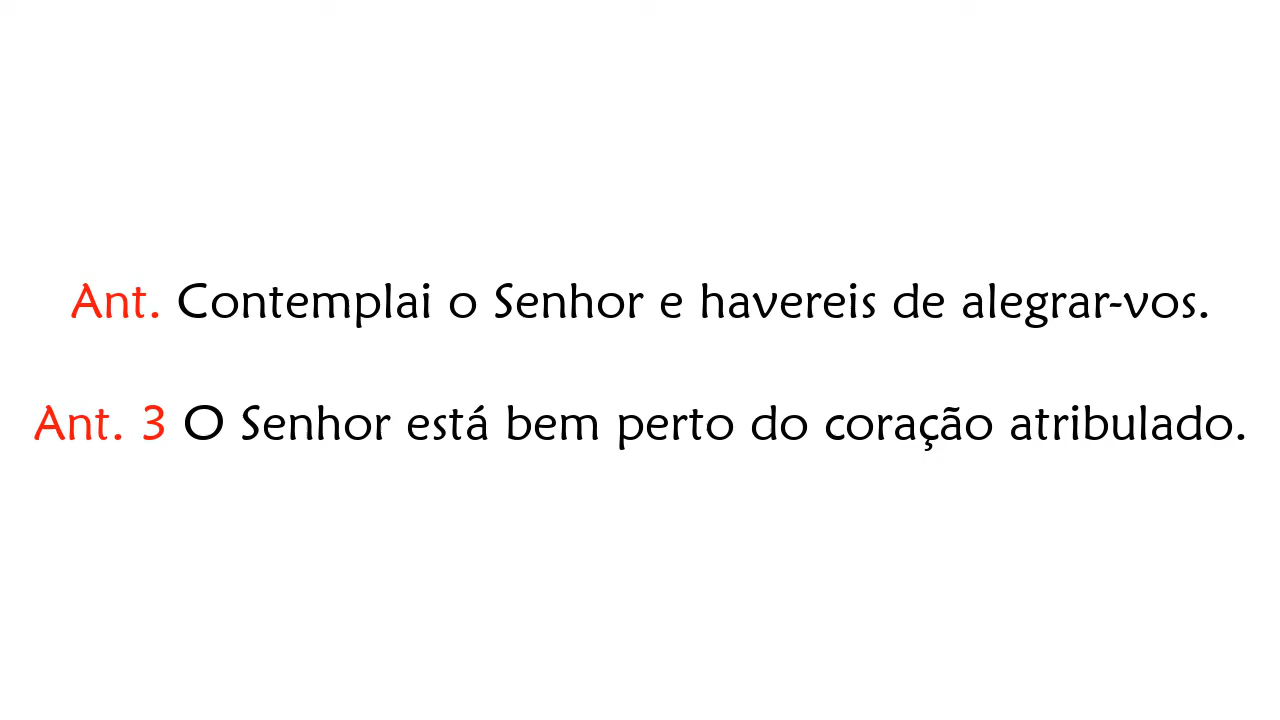 Ant. Contemplai o Senhor e havereis de alegrar-vos.
Ant. 3 O Senhor está bem perto do coração atribulado.